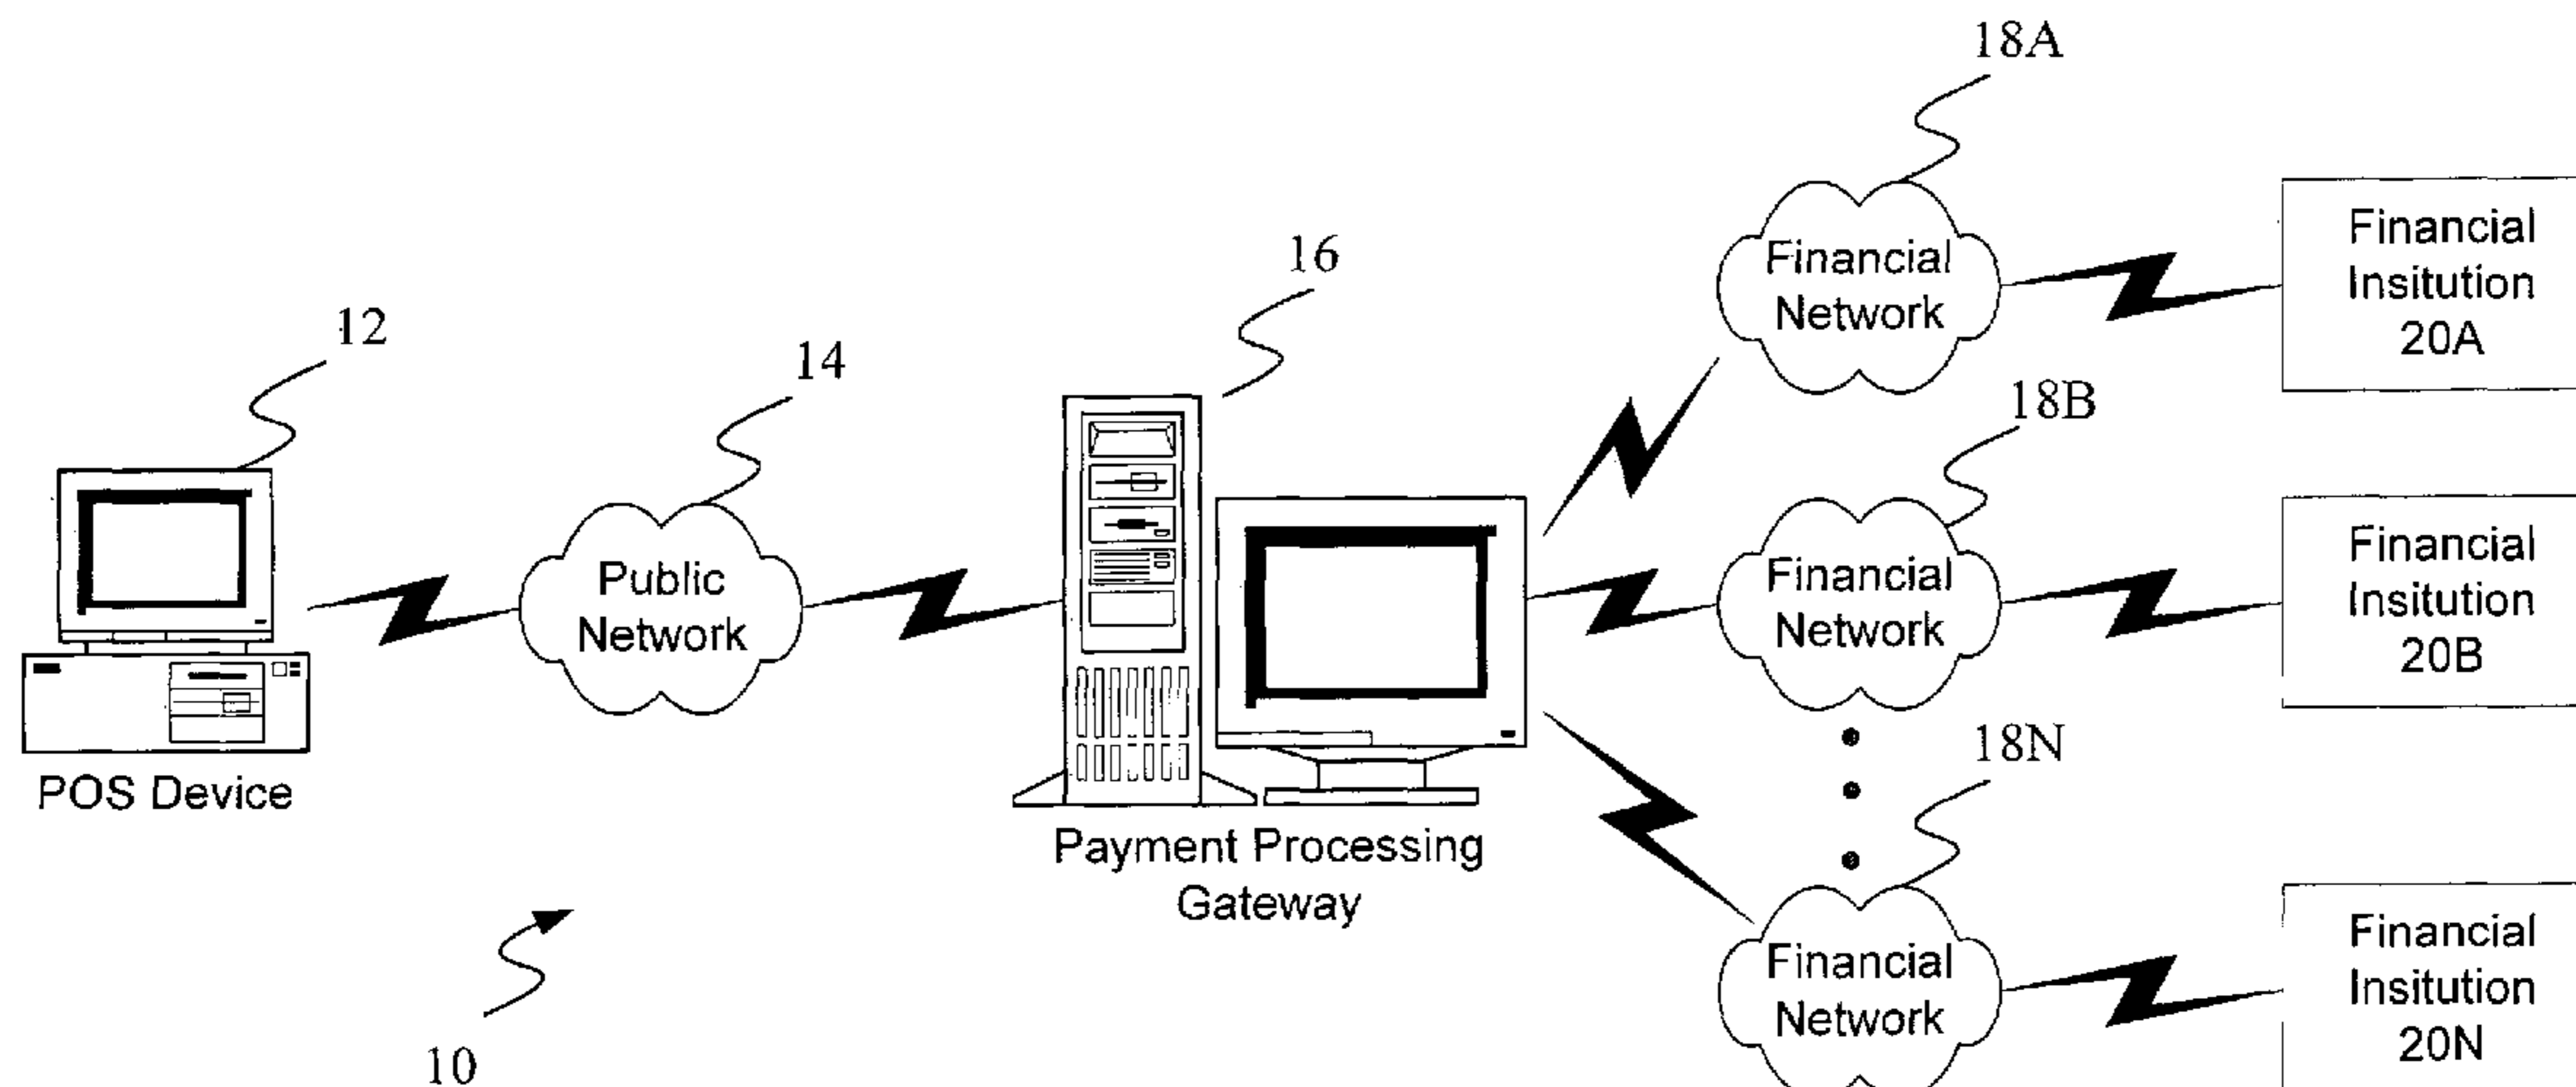 18A
Financial
Network
Financial
Insitution
20A
16
12
14
18B
Public
Network
Financial
Network
Financial
Insitution
20B
POS Device
18N
Payment Processing
Gateway
Financial
Network
Financial
Insitution
20N
10